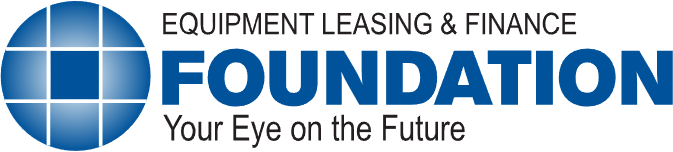 EQUIPMENT LEASING & FINANCE
FOUNDATION
Your Eye on the Future